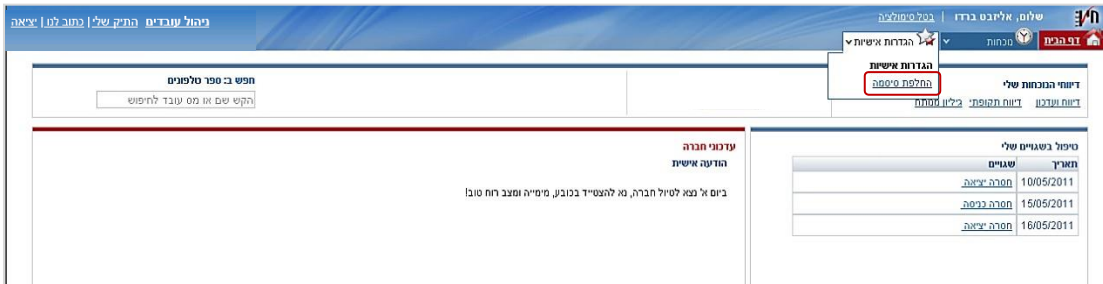 שלום, אליזבט ברדו | בטל סימולציה
ניהול עובדים התיק שלי | כתוב לנו | יציאה
דף הבית נוכחות הגדרות אישיות
הגדרות אישיות
החלפת סיסמה
דיווחי הנוכחות שלי
דיווח ועדכון דיווח תקופתי גיליון ממתח
חפש ב: ספר טלפונים
הקש שם או מס עובד לחיפוש
טיפול בשגויים שלי
תאריך שגויים
10/05/2011 חסרה יציאה
15/05/2011 חסרה כניסה
16/05/2011 חסרה יציאה
עדכוני חברה
הודעה אישית
ביום א' נצא לטיול חברה, נא להצטייד בכובע, מימייה ומצב רוח טוב!